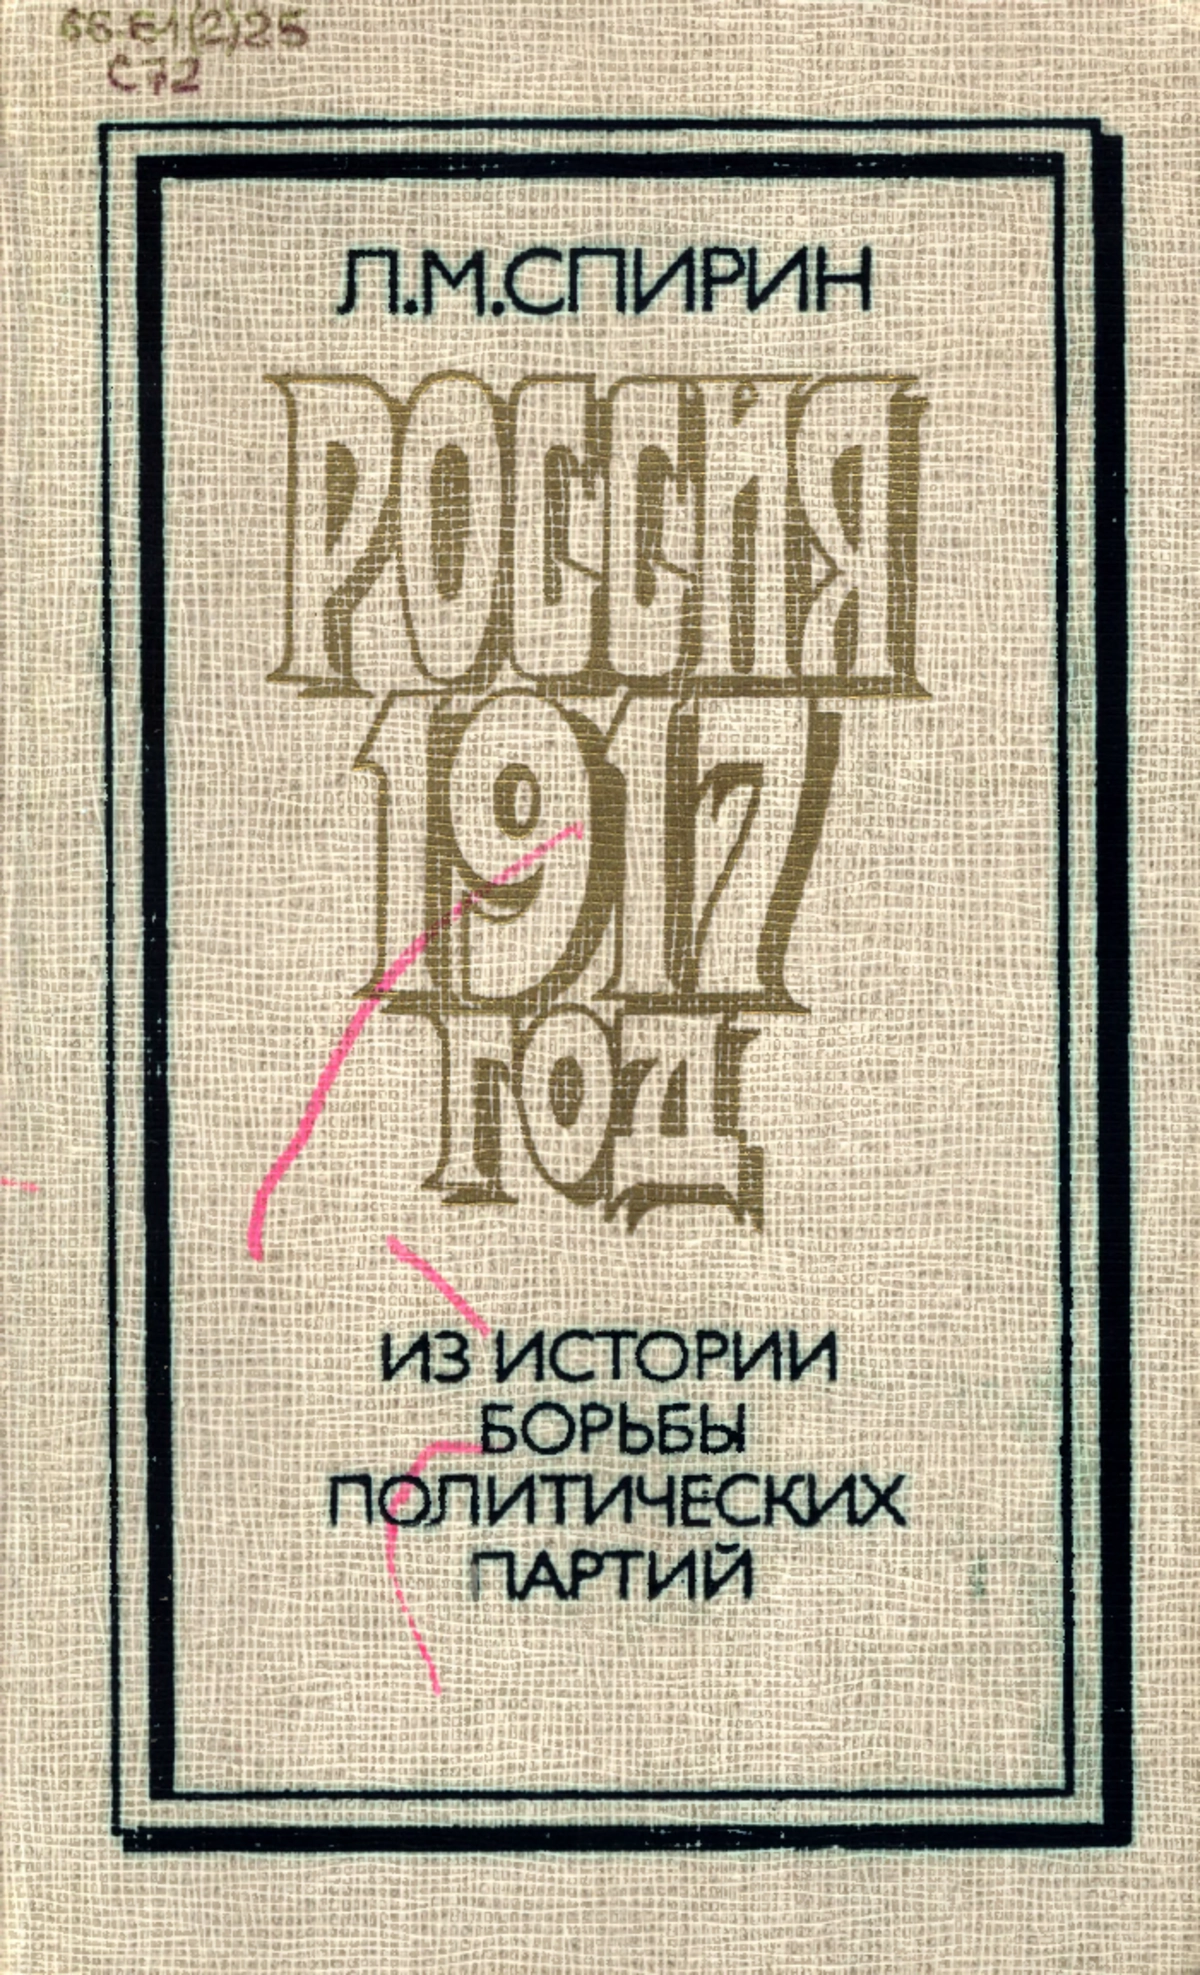 66.61(2)25
С72
Л.М.СПИРИН
РОССИЯ
1917
ГОД
ИЗ ИСТОРИИ
БОРЬБЫ
ПОЛИТИЧЕСКИХ
ПАРТИЙ